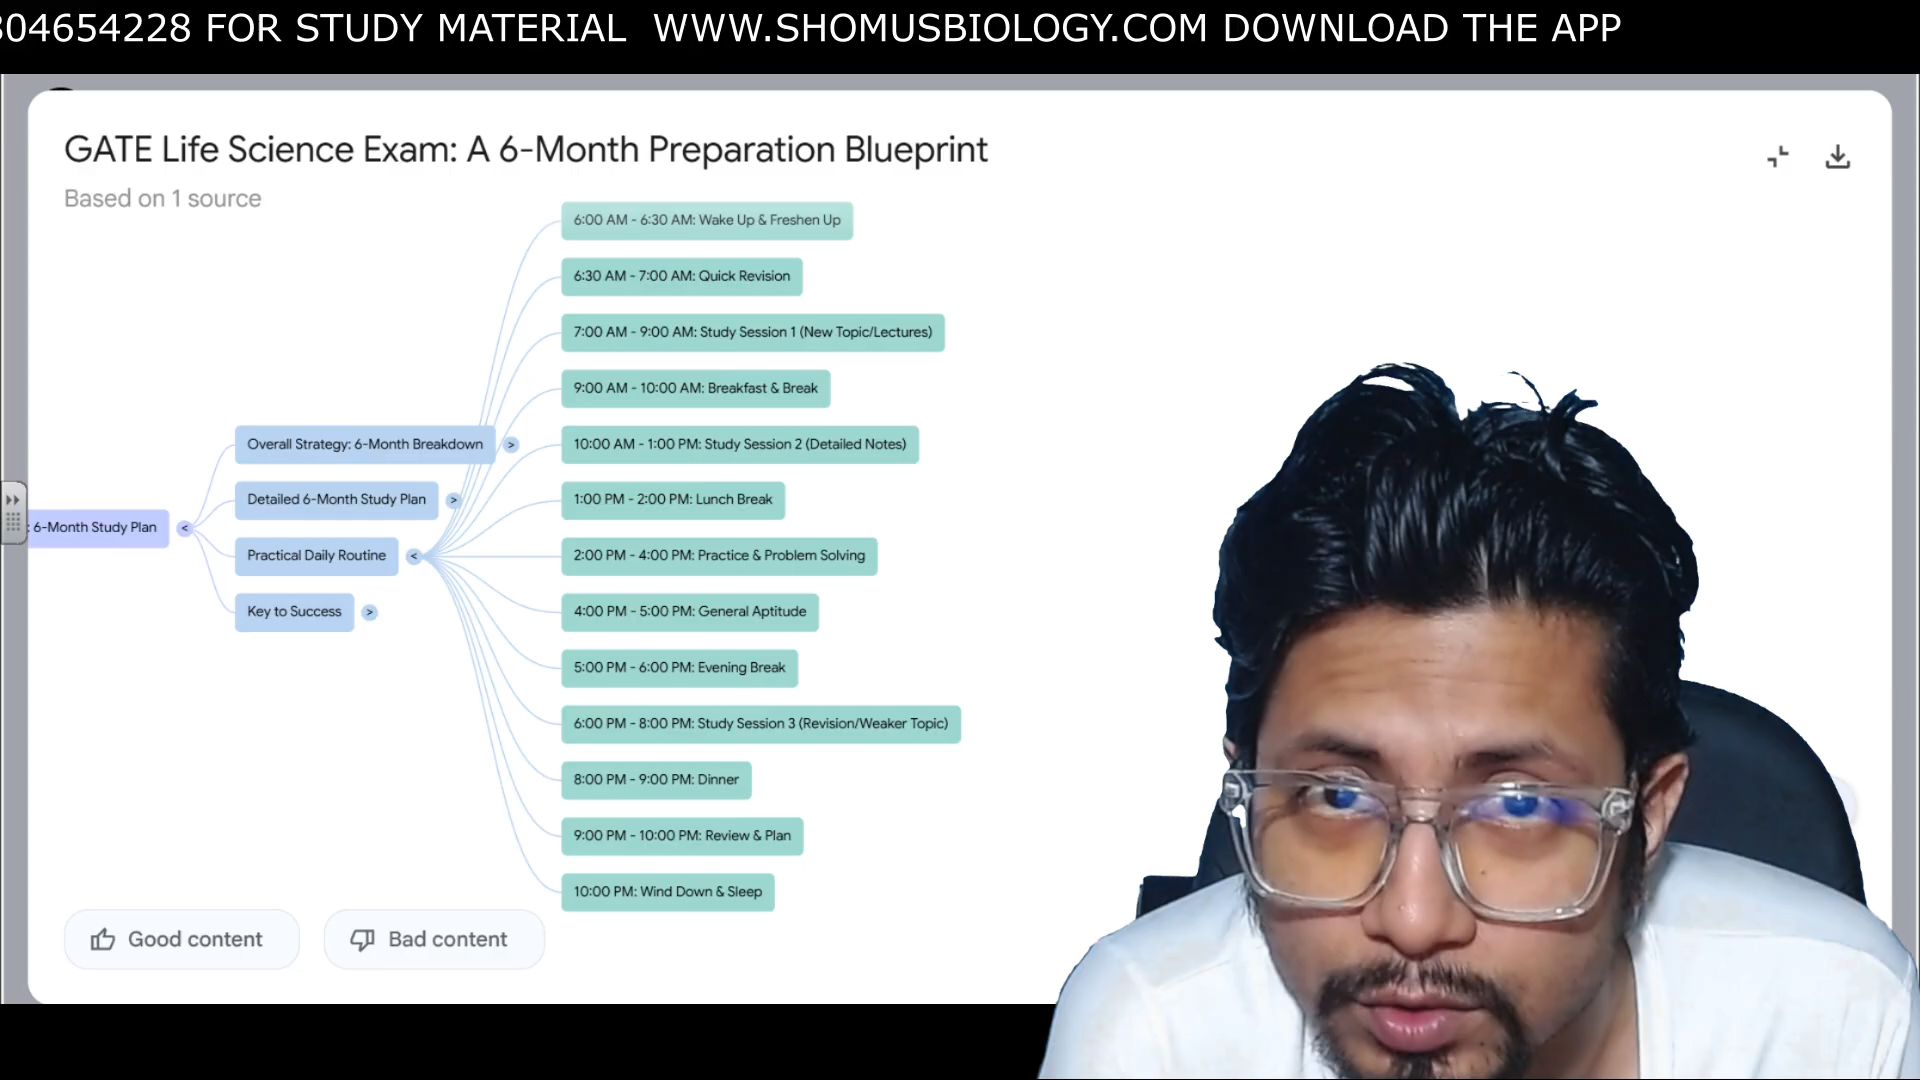 304654228 FOR STUDY MATERIAL WWW.SHOMUSBIOLOGY.COM DOWNLOAD THE APP
GATE Life Science Exam: A 6-Month Preparation Blueprint
Based on 1 source
6:00 AM - 6:30 AM: Wake Up & Freshen Up
6:30 AM - 7:00 AM: Quick Revision
7:00 AM - 9:00 AM: Study Session 1 (New Topic/Lectures)
9:00 AM - 10:00 AM: Breakfast & Break
Overall Strategy: 6-Month Breakdown >
10:00 AM - 1:00 PM: Study Session 2 (Detailed Notes)
Detailed 6-Month Study Plan >
1:00 PM - 2:00 PM: Lunch Break
: 6-Month Study Plan <
Practical Daily Routine <
2:00 PM - 4:00 PM: Practice & Problem Solving
Key to Success >
4:00 PM - 5:00 PM: General Aptitude
5:00 PM - 6:00 PM: Evening Break
6:00 PM - 8:00 PM: Study Session 3 (Revision/Weaker Topic)
8:00 PM - 9:00 PM: Dinner
9:00 PM - 10:00 PM: Review & Plan
10:00 PM: Wind Down & Sleep
Good content
Bad content